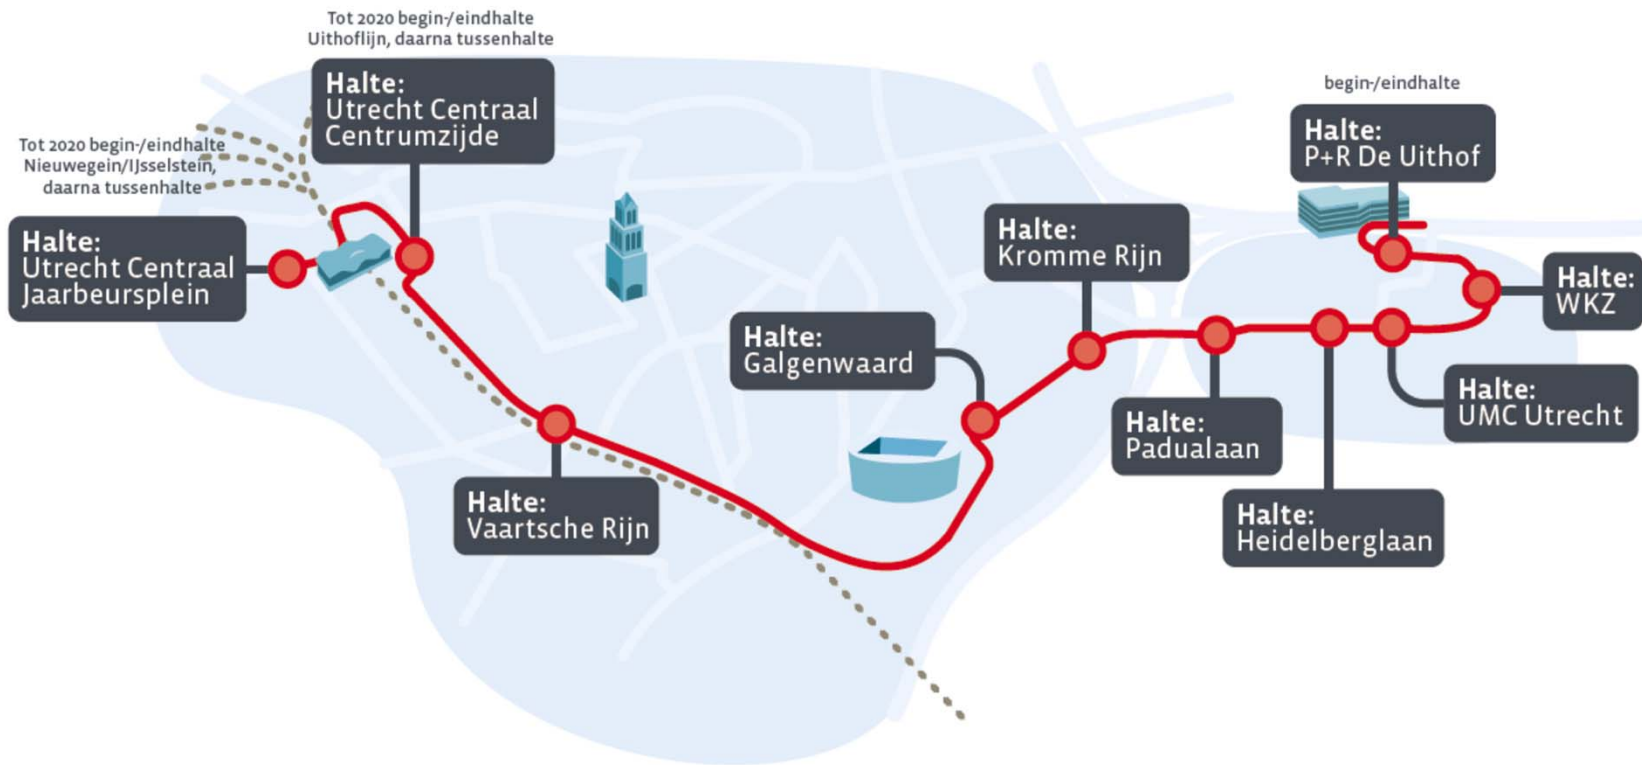 Tot 2020 begin-/eindhalte
Uithoflijn, daarna tussenhalte
Halte:
Utrecht Centraal
Centrumzijde
Tot 2020 begin-/eindhalte
Nieuwegein/IJsselstein,
daarna tussenhalte
Halte:
Utrecht Centraal
Jaarbeursplein
Halte:
Vaartsche Rijn
Halte:
Galgenwaard
Halte:
Kromme Rijn
Halte:
Padualaan
Halte:
Heidelberglaan
Halte:
UMC Utrecht
Halte:
WKZ
begin-/eindhalte
Halte:
P+R De Uithof